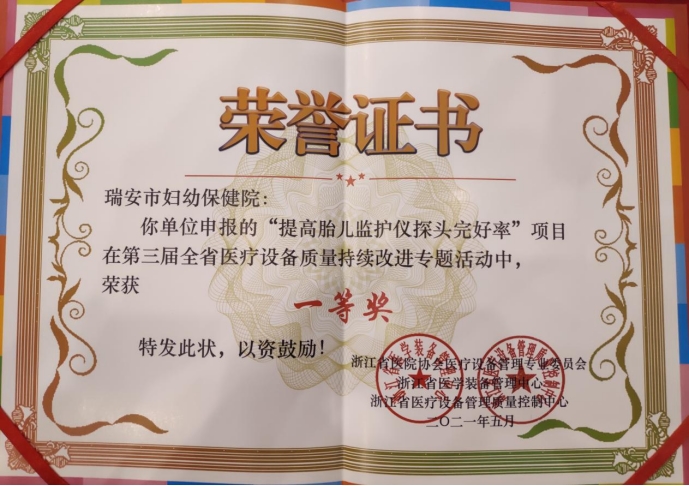 荣誉证书
瑞安市妇幼保健院：
你单位申报的“提高胎儿监护仪探头完好率”项目
在第三届全省医疗设备质量持续改进专题活动中，
荣获
一等奖
特发此状，以资鼓励！
浙江省医院协会医疗设备管理专业委员会
浙江省医学装备管理中心
浙江省医疗设备管理质量控制中心
二〇二一年五月